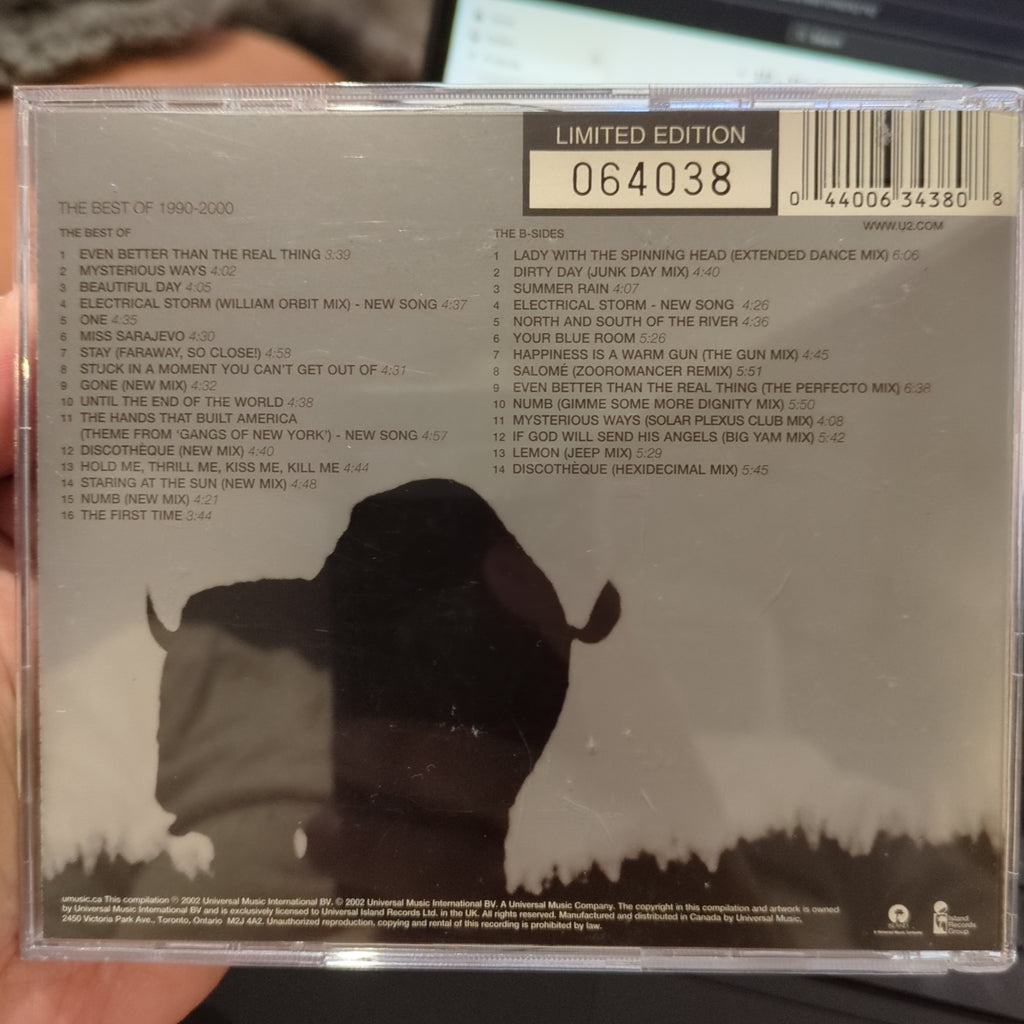 LIMITED EDITION
064038
0 44006 34380 8
WWW.U2.COM
THE BEST OF 1990-2000
THE BEST OF
1 EVEN BETTER THAN THE REAL THING 3:39
2 MYSTERIOUS WAYS 4:02
3 BEAUTIFUL DAY 4:05
4 ELECTRICAL STORM (WILLIAM ORBIT MIX) - NEW SONG 4:37
5 ONE 4:35
6 MISS SARAJEVO 4:30
7 STAY (FARAWAY, SO CLOSE!) 4:58
8 STUCK IN A MOMENT YOU CAN'T GET OUT OF 4:31
9 GONE (NEW MIX) 4:32
10 UNTIL THE END OF THE WORLD 4:38
11 THE HANDS THAT BUILT AMERICA
(THEME FROM 'GANGS OF NEW YORK') - NEW SONG 4:57
12 DISCOTHÈQUE (NEW MIX) 4:40
13 HOLD ME, THRILL ME, KISS ME, KILL ME 4:44
14 STARING AT THE SUN (NEW MIX) 4:48
15 NUMB (NEW MIX) 4:21
16 THE FIRST TIME 3:44
THE B-SIDES
1 LADY WITH THE SPINNING HEAD (EXTENDED DANCE MIX) 6:06
2 DIRTY DAY (JUNK DAY MIX) 4:40
3 SUMMER RAIN 4:07
4 ELECTRICAL STORM - NEW SONG 4:26
5 NORTH AND SOUTH OF THE RIVER 4:36
6 YOUR BLUE ROOM 5:26
7 HAPPINESS IS A WARM GUN (THE GUN MIX) 4:45
8 SALOMÉ (ZOOROMANCER REMIX) 5:51
9 EVEN BETTER THAN THE REAL THING (THE PERFECTO MIX) 6:38
10 NUMB (GIMME SOME MORE DIGNITY MIX) 5:50
11 MYSTERIOUS WAYS (SOLAR PLEXUS CLUB MIX) 4:08
12 IF GOD WILL SEND HIS ANGELS (BIG YAM MIX) 5:42
13 LEMON (JEEP MIX) 5:29
14 DISCOTHÈQUE (HEXIDECIMAL MIX) 5:45
umusic.ca This compilation ℗ 2002 Universal Music International BV. © 2002 Universal Music International BV. A Universal Music Company. The copyright in this compilation and artwork is owned
by Universal Music International BV and is exclusively licensed to Universal Island Records Ltd. in the UK. All rights reserved. Manufactured and distributed in Canada by Universal Music,
2450 Victoria Park Ave., Toronto, Ontario M2J 4A2. Unauthorized reproduction, copying and rental of this recording is prohibited by law.
ISLAND
A Universal Music Company
Island
Records
Group